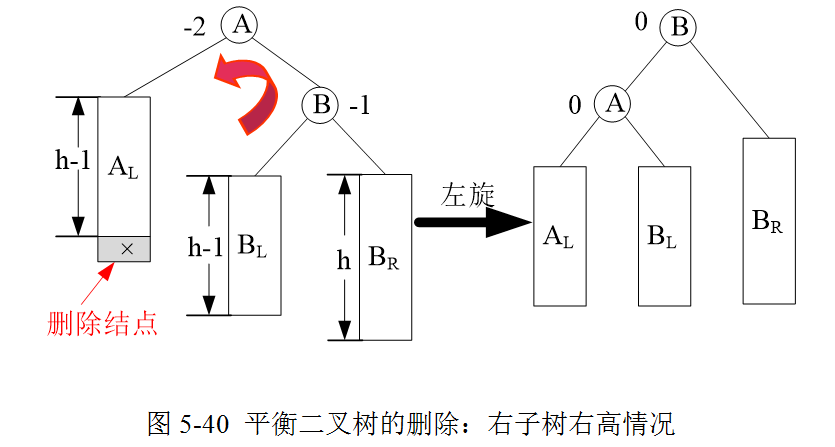 -2 A
0 B
B -1
0 A
h-1 A_L
h-1 B_L
h B_R
×
删除结点
左旋
A_L B_L B_R
图 5-40 平衡二叉树的删除：右子树右高情况